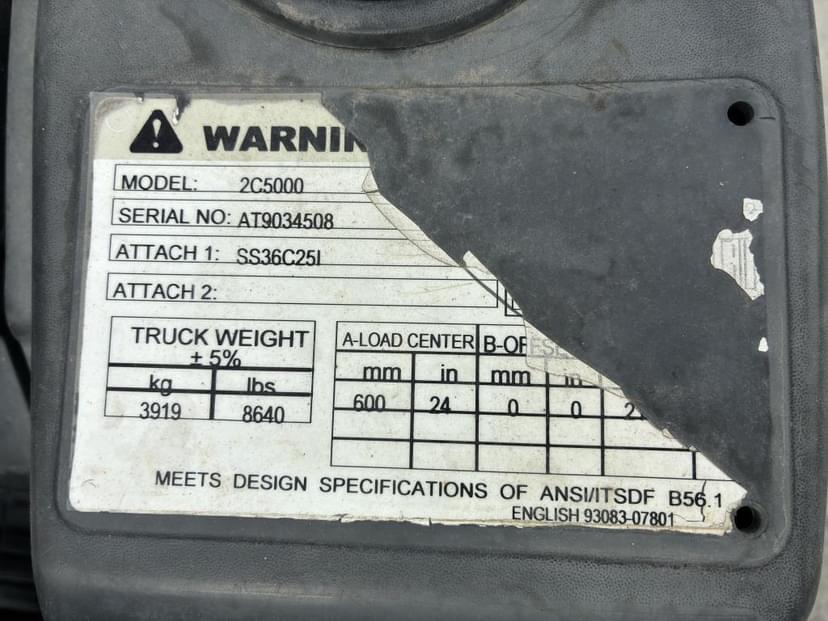 WARNIN
MODEL: 2C5000
SERIAL NO: AT9034508
ATTACH 1: SS36C25I
ATTACH 2:
TRUCK WEIGHT
± 5%
kg lbs
3919 8640
A-LOAD CENTER B-OF
mm in mm in
600 24 0 0
MEETS DESIGN SPECIFICATIONS OF ANSI/ITSDF B56.1
ENGLISH 93083-07801